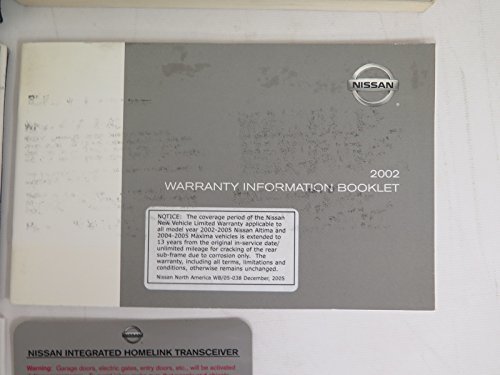 NISSAN
2002
WARRANTY INFORMATION BOOKLET
NOTICE: The coverage period of the Nissan
New Vehicle Limited Warranty applicable to
all model year 2002-2005 Nissan Altima and
2004-2005 Maxima vehicles is extended to
13 years from the original in-service date/
unlimited mileage for cracking of the rear
sub-frame due to corrosion only. The
warranty, including all terms, limitations and
conditions, otherwise remains unchanged.
Nissan North America WB/05-038 December, 2005
NISSAN INTEGRATED HOMELINK TRANSCEIVER
Warning: Garage doors, electric gates, entry doors, etc., will be activated